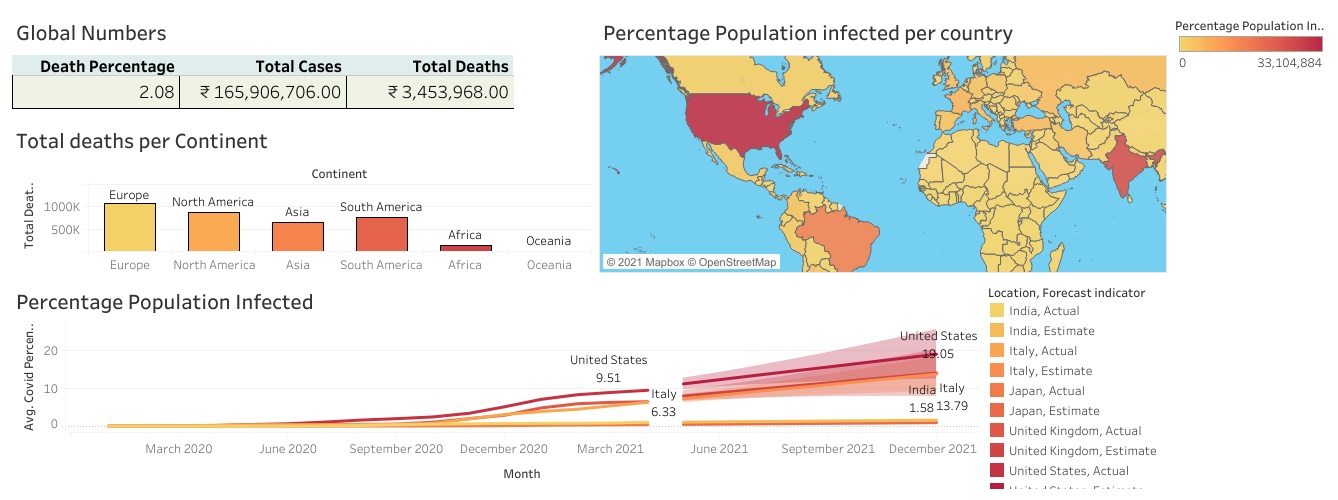 Global Numbers
Death Percentage Total Cases Total Deaths
2.08 ₹ 165,906,706.00 ₹ 3,453,968.00
Total deaths per Continent
Continent
Total Deat..
1000K
500K
Europe
North America
Asia
South America
Africa
Oceania
Europe North America Asia South America Africa Oceania
Percentage Population infected per country
© 2021 Mapbox © OpenStreetMap
Percentage Population In..
0 33,104,884
Percentage Population Infected
Avg. Covid Percen..
20
10
0
United States
9.51
Italy
6.33
United States
19.05
India
1.58
Italy
13.79
March 2020 June 2020 September 2020 December 2020 March 2021 June 2021 September 2021 December 2021
Month
Location, Forecast indicator
India, Actual
India, Estimate
Italy, Actual
Italy, Estimate
Japan, Actual
Japan, Estimate
United Kingdom, Actual
United Kingdom, Estimate
United States, Actual
United States, Estimate